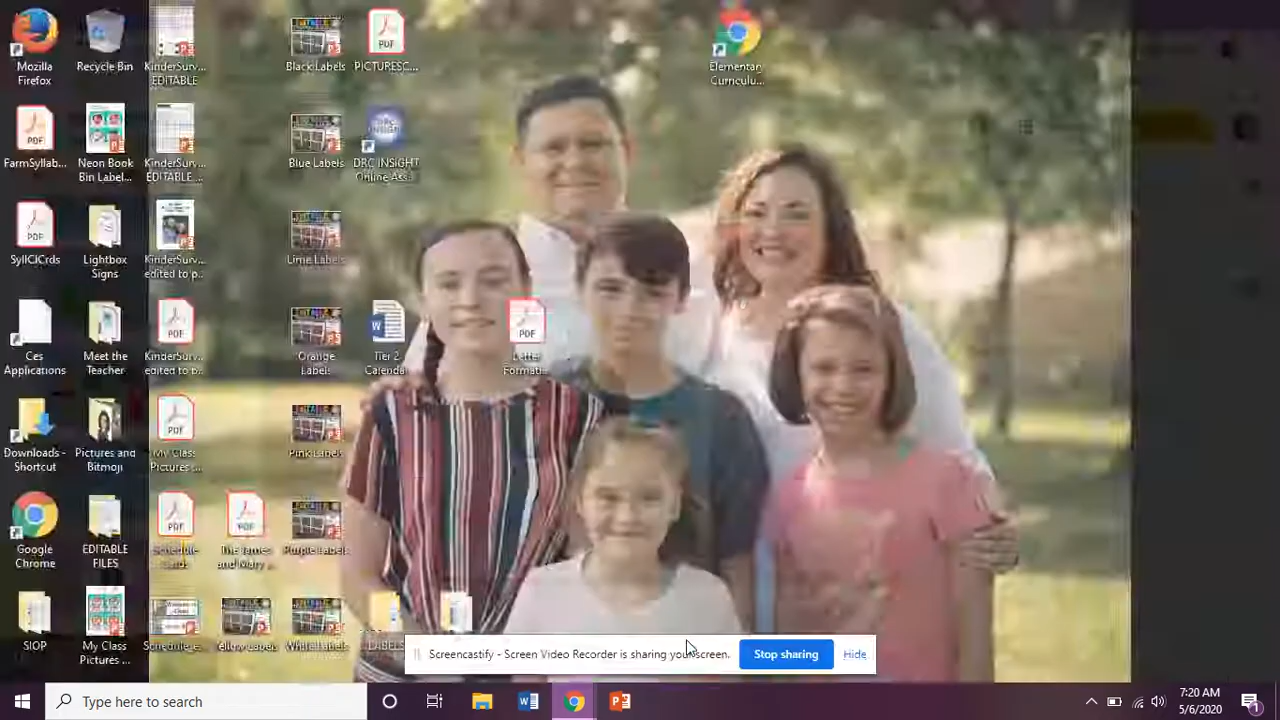 Mozilla
Firefox
Recycle Bin
KinderSurv...
EDITABLE
Black Labels
PICTURESC...
Elementary
Curriculu...
FarmSyllab...
Neon Book
Bin Label...
KinderSurv...
EDITABLE ...
Blue Labels
DRC INSIGHT
Online Ass...
SyllClCrds
Lightbox
Signs
KinderSurv...
edited to p...
Lime Labels
Ces
Applications
Meet the
Teacher
KinderSurv...
edited to p...
Orange
Labels
Tier 2
Calendar
Letter
Formati...
Downloads -
Shortcut
Pictures and
Bitmoji
My Class
Pictures ...
Pink Labels
Google
Chrome
EDITABLE
FILES
Schedule
Cards
The James
and Mary ...
Purple Labels
SIOP
My Class
Pictures ...
Schedule e...
Yellow Labels
White Labels
LABELS
Screencastify - Screen Video Recorder is sharing your screen.
Stop sharing
Hide
Type here to search
7:20 AM
5/6/2020